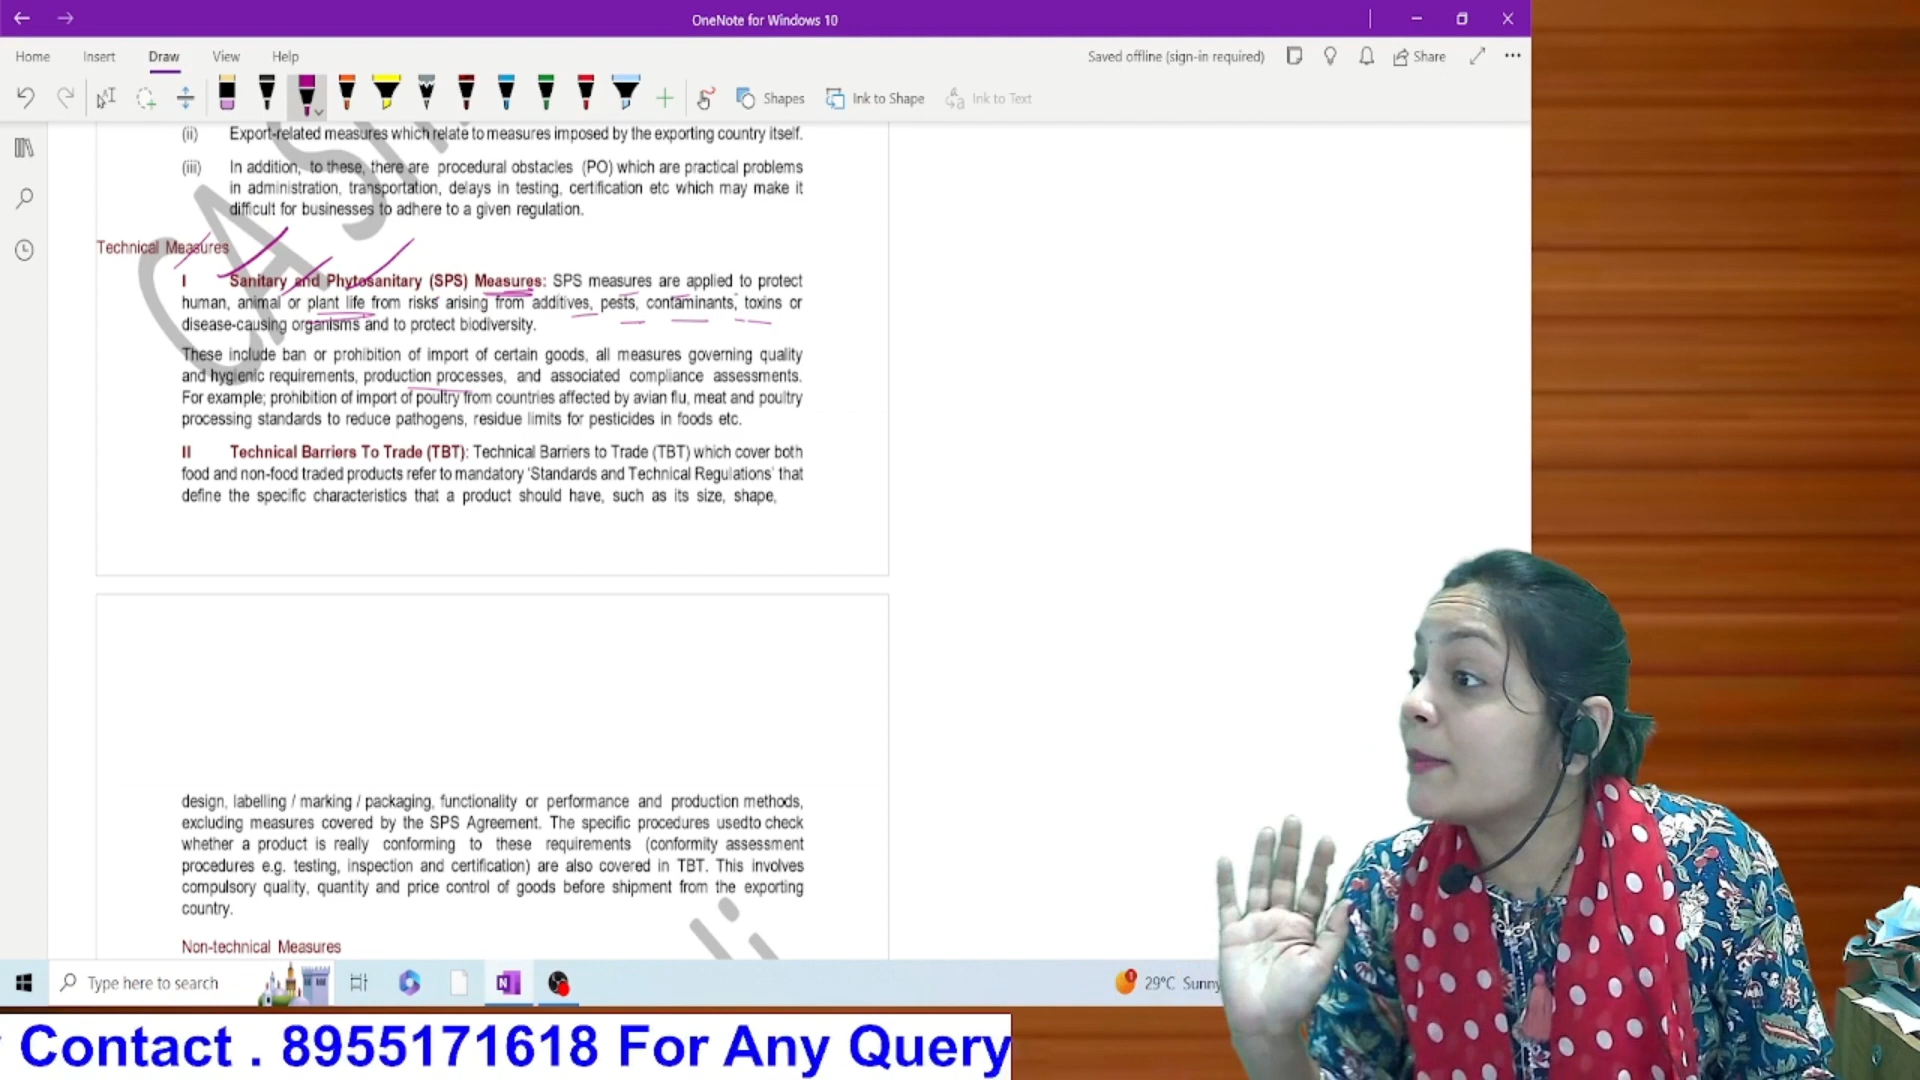 OneNote for Windows 10
Home Insert Draw View Help
Saved offline (sign-in required) Share
Shapes Ink to Shape Ink to Text
(ii) Export-related measures which relate to measures imposed by the exporting country itself.
(iii) In addition, to these, there are procedural obstacles (PO) which are practical problems
in administration, transportation, delays in testing, certification etc which may make it
difficult for businesses to adhere to a given regulation.
Technical Measures
I Sanitary and Phytosanitary (SPS) Measures: SPS measures are applied to protect
human, animal or plant life from risks arising from additives, pests, contaminants, toxins or
disease-causing organisms and to protect biodiversity.
These include ban or prohibition of import of certain goods, all measures governing quality
and hygienic requirements, production processes, and associated compliance assessments.
For example; prohibition of import of poultry from countries affected by avian flu, meat and poultry
processing standards to reduce pathogens, residue limits for pesticides in foods etc.
II Technical Barriers To Trade (TBT): Technical Barriers to Trade (TBT) which cover both
food and non-food traded products refer to mandatory ‘Standards and Technical Regulations’ that
define the specific characteristics that a product should have, such as its size, shape,
design, labelling / marking / packaging, functionality or performance and production methods,
excluding measures covered by the SPS Agreement. The specific procedures usedto check
whether a product is really conforming to these requirements (conformity assessment
procedures e.g. testing, inspection and certification) are also covered in TBT. This involves
compulsory quality, quantity and price control of goods before shipment from the exporting
country.
Non-technical Measures
Type here to search
29°C Sunny
Contact . 8955171618 For Any Query